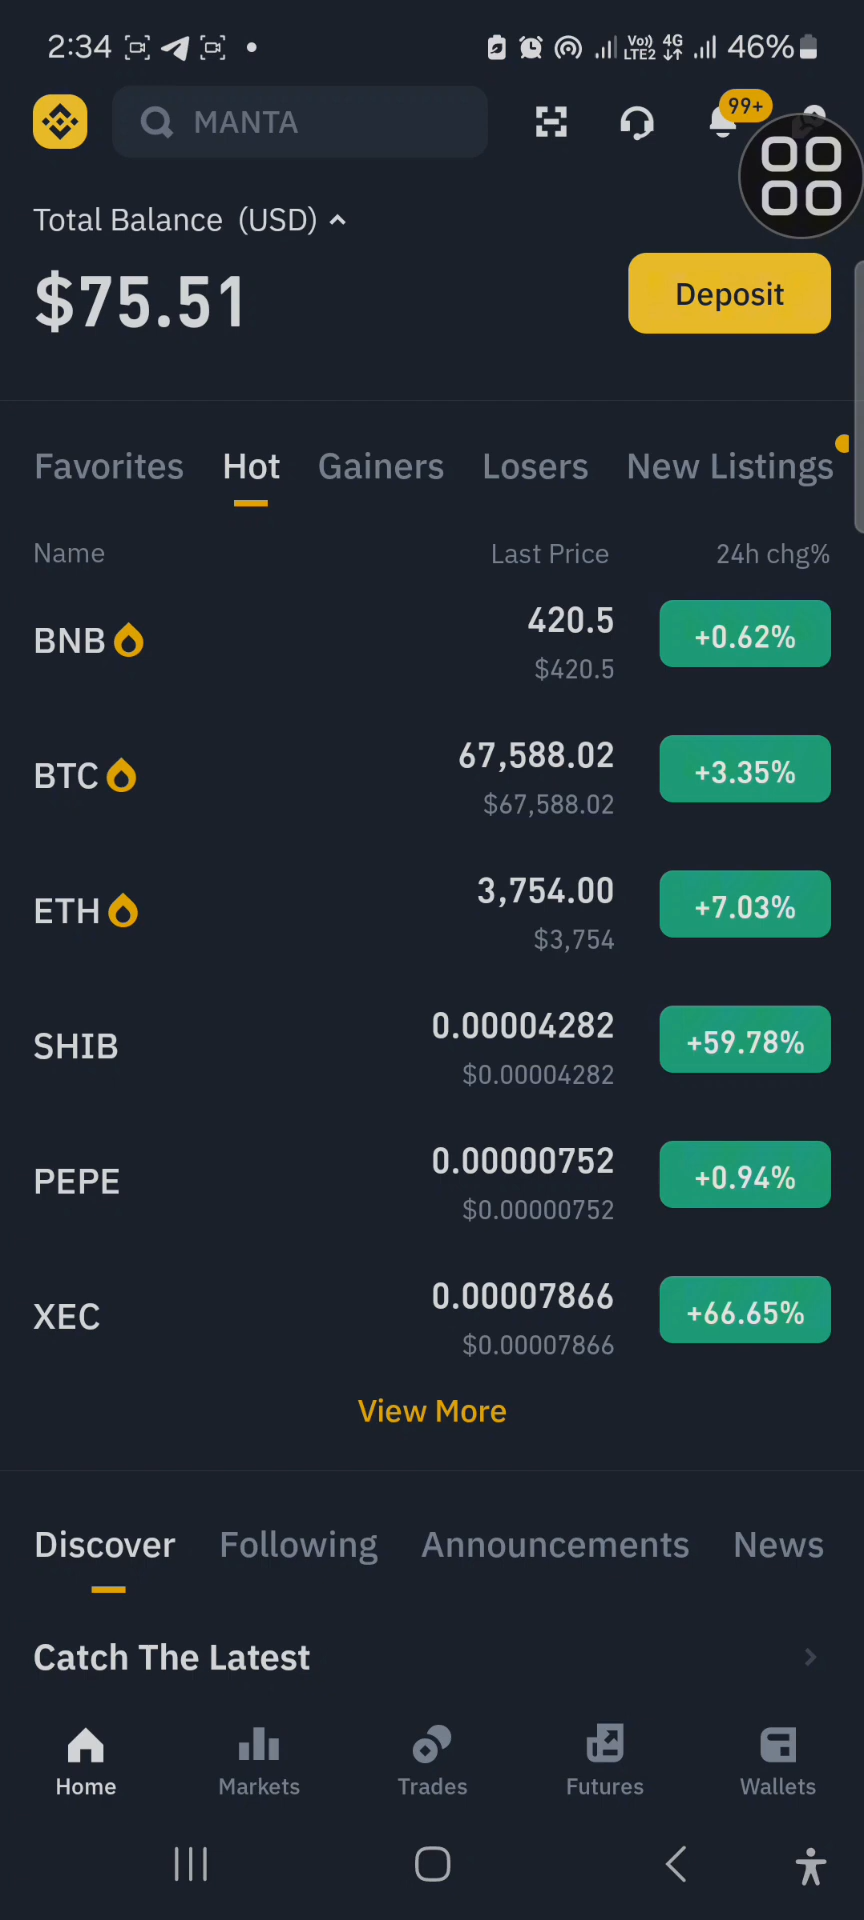 2:34 Vo)) LTE2 4G 46%
MANTA 99+
Total Balance (USD)
$75.51 Deposit
Favorites Hot Gainers Losers New Listings
Name Last Price 24h chg%
BNB 420.5 +0.62%
$420.5
BTC 67,588.02 +3.35%
$67,588.02
ETH 3,754.00 +7.03%
$3,754
SHIB 0.00004282 +59.78%
$0.00004282
PEPE 0.00000752 +0.94%
$0.00000752
XEC 0.00007866 +66.65%
$0.00007866
View More
Discover Following Announcements News
Catch The Latest
Home Markets Trades Futures Wallets